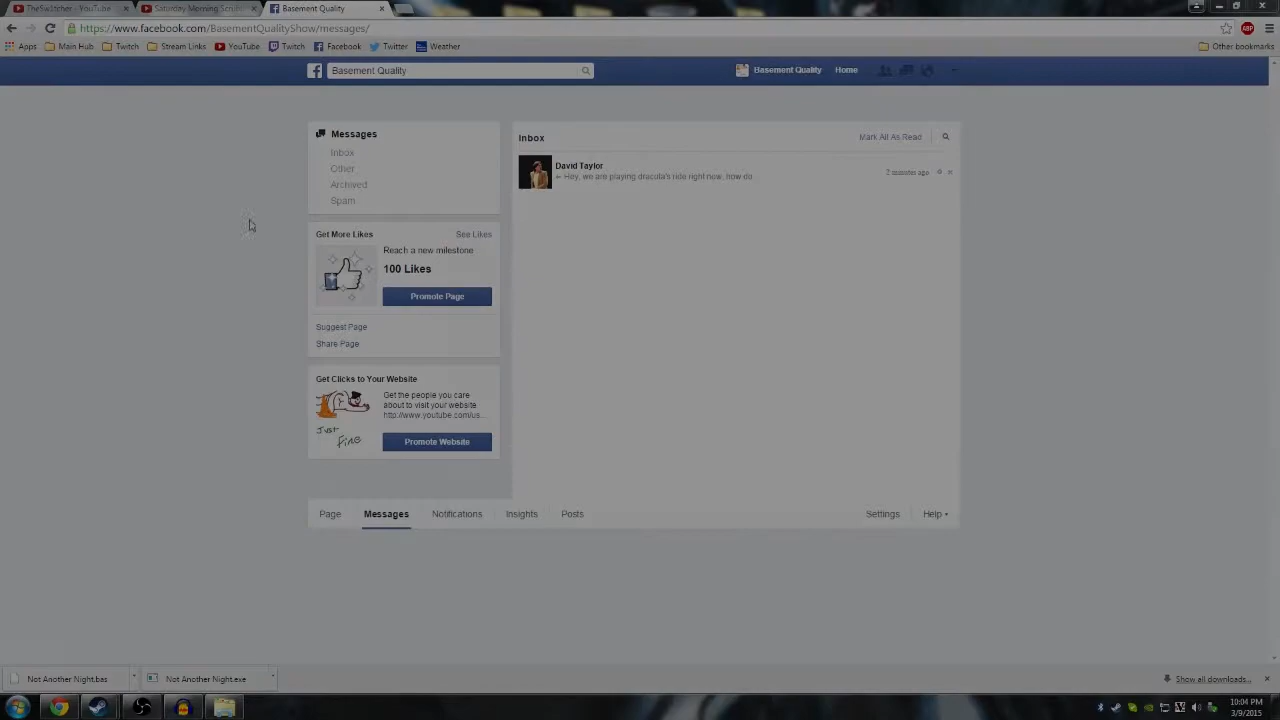 TheSw1tcher - YouTube
Saturday Morning Scrub
Basement Quality
https://www.facebook.com/BasementQualityShow/messages/
ABP
Apps
Main Hub
Twitch
Stream Links
YouTube
Twitch
Facebook
Twitter
Weather
Other bookmarks
Basement Quality
Basement Quality
Home
Messages
Inbox
Other
Archived
Spam
Inbox
Mark All As Read
David Taylor
Hey, we are playing dracula's ride right now, how do
2 minutes ago
Get More Likes
See Likes
Reach a new milestone
100 Likes
Promote Page
Suggest Page
Share Page
Get Clicks to Your Website
Get the people you care
about to visit your website
http://www.youtube.com/us...
Just
Fine
Promote Website
Page
Messages
Notifications
Insights
Posts
Settings
Help
Not Another Night.bas
Not Another Night.exe
Show all downloads...
10:04 PM
3/9/2015